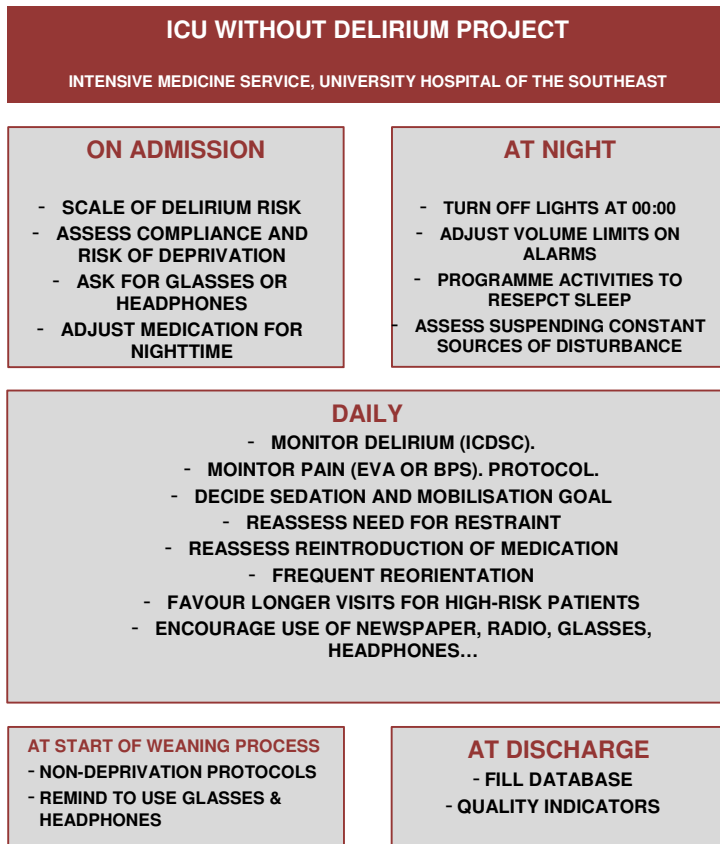 ICU WITHOUT DELIRIUM PROJECT
INTENSIVE MEDICINE SERVICE, UNIVERSITY HOSPITAL OF THE SOUTHEAST
ON ADMISSION
- SCALE OF DELIRIUM RISK
- ASSESS COMPLIANCE AND
RISK OF DEPRIVATION
- ASK FOR GLASSES OR
HEADPHONES
- ADJUST MEDICATION FOR
NIGHTTIME
AT NIGHT
- TURN OFF LIGHTS AT 00:00
- ADJUST VOLUME LIMITS ON
ALARMS
- PROGRAMME ACTIVITIES TO
RESEPCT SLEEP
- ASSESS SUSPENDING CONSTANT
SOURCES OF DISTURBANCE
DAILY
- MONITOR DELIRIUM (ICDSC).
- MOINTOR PAIN (EVA OR BPS). PROTOCOL.
- DECIDE SEDATION AND MOBILISATION GOAL
- REASSESS NEED FOR RESTRAINT
- REASSESS REINTRODUCTION OF MEDICATION
- FREQUENT REORIENTATION
- FAVOUR LONGER VISITS FOR HIGH-RISK PATIENTS
- ENCOURAGE USE OF NEWSPAPER, RADIO, GLASSES,
HEADPHONES…
AT START OF WEANING PROCESS
- NON-DEPRIVATION PROTOCOLS
- REMIND TO USE GLASSES &
HEADPHONES
AT DISCHARGE
- FILL DATABASE
- QUALITY INDICATORS